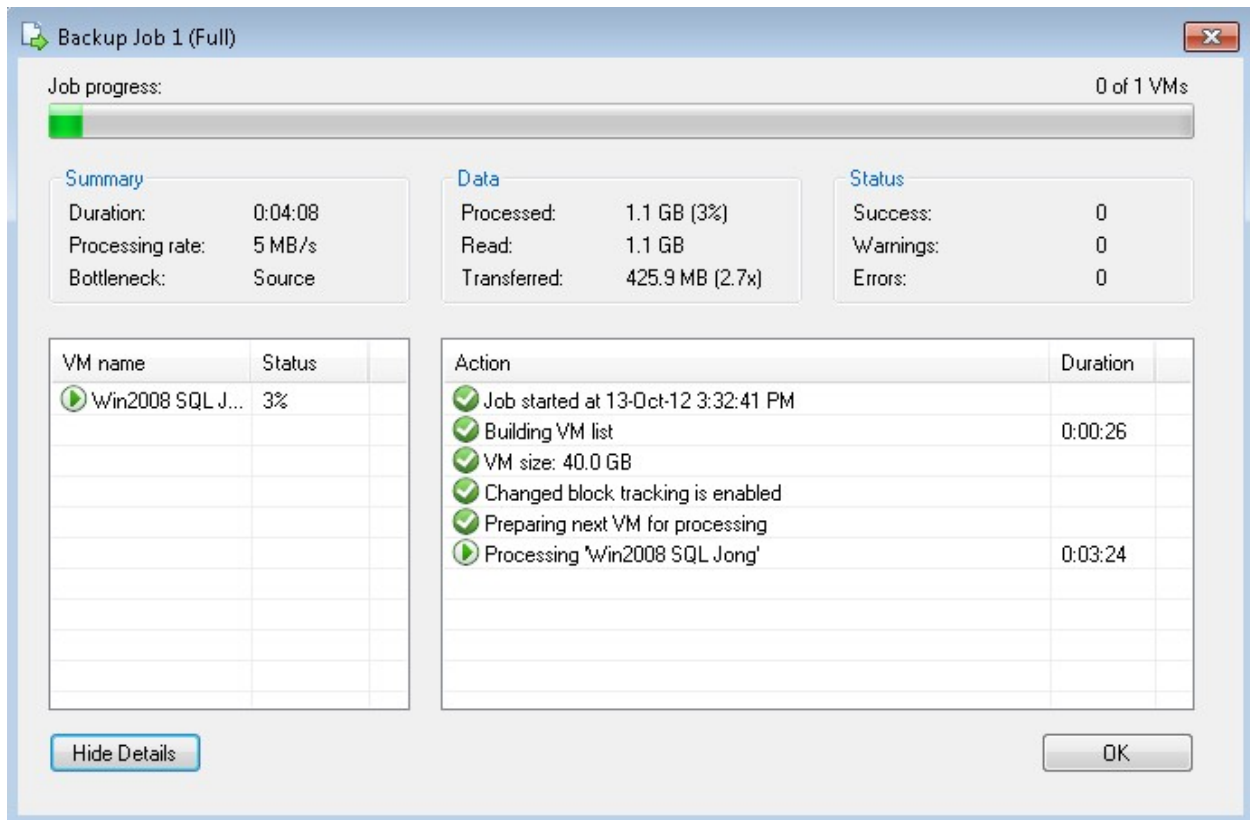 Backup Job 1 (Full)
Job progress: 0 of 1 VMs
Summary
Duration: 0:04:08
Processing rate: 5 MB/s
Bottleneck: Source
Data
Processed: 1.1 GB (3%)
Read: 1.1 GB
Transferred: 425.9 MB (2.7x)
Status
Success: 0
Warnings: 0
Errors: 0
VM name Status
Win2008 SQL J... 3%
Action Duration
Job started at 13-Oct-12 3:32:41 PM
Building VM list 0:00:26
VM size: 40.0 GB
Changed block tracking is enabled
Preparing next VM for processing
Processing 'Win2008 SQL Jong' 0:03:24
Hide Details OK